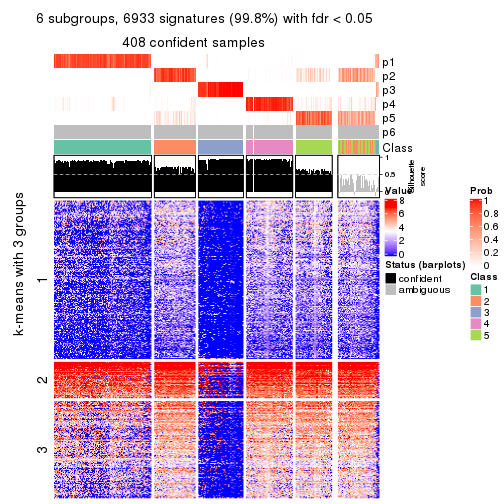 6 subgroups, 6933 signatures (99.8%) with fdr < 0.05
408 confident samples
p1
p2
p3
p4
p5
p6
Class
1
0.5
0
Silhouette
score
k-means with 3 groups
1
2
3
Value
8
6
4
2
0
Status (barplots)
confident
ambiguous
Prob
1
0.8
0.6
0.4
0.2
0
Class
1
2
3
4
5